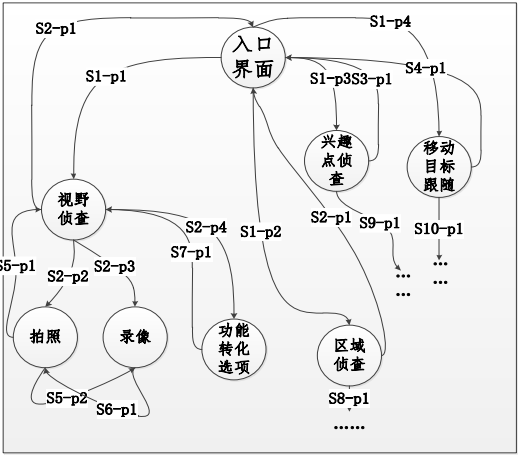 S2-p1
S1-p4
入口
界面
S1-p1
S1-p3
S3-p1
S4-p1
兴趣
点侦
查
移动
目标
跟随
视野
侦查
S1-p2
S2-p1
S9-p1
S10-p1
S2-p4
S7-p1
S5-p1
S2-p2
S2-p3
...
...
...
...
拍照
录像
功能
转化
选项
区域
侦查
S5-p2
S6-p1
S8-p1
......